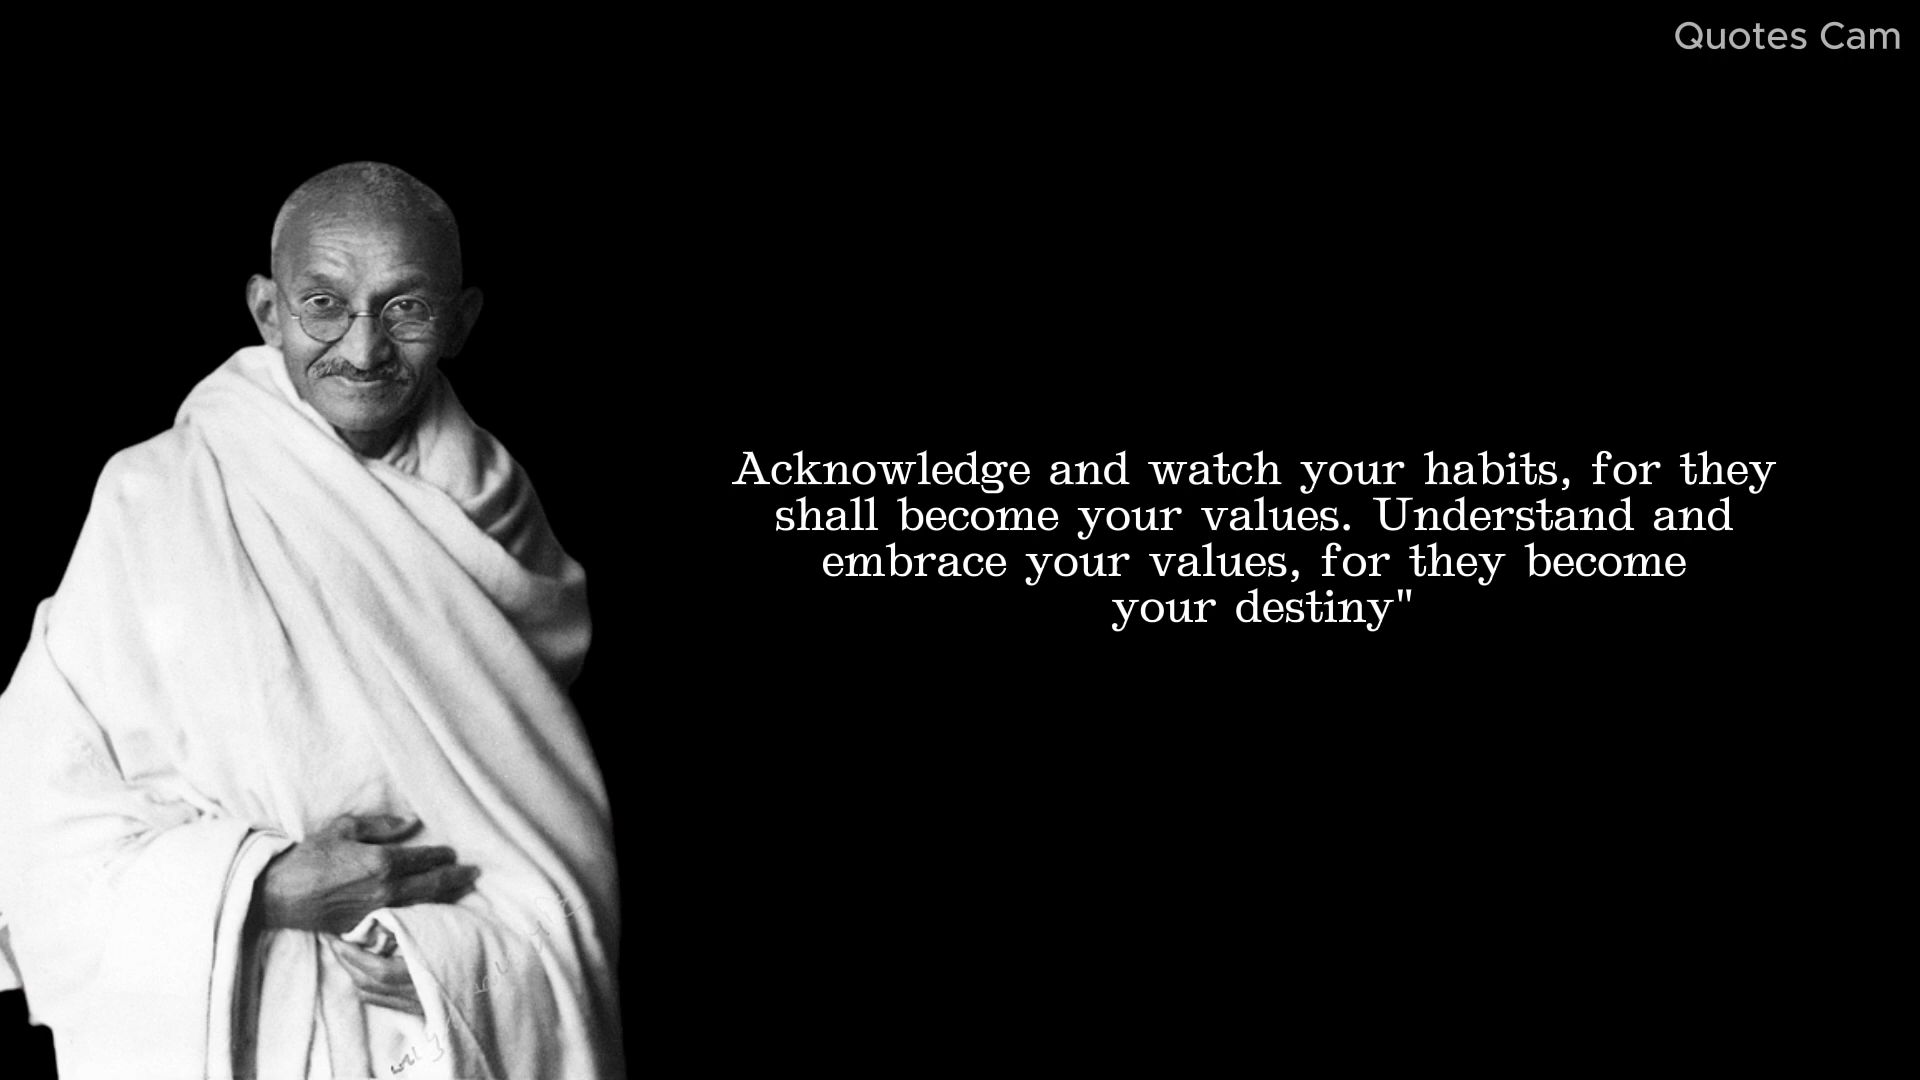 Quotes Cam
Acknowledge and watch your habits, for they
shall become your values. Understand and
embrace your values, for they become
your destiny"